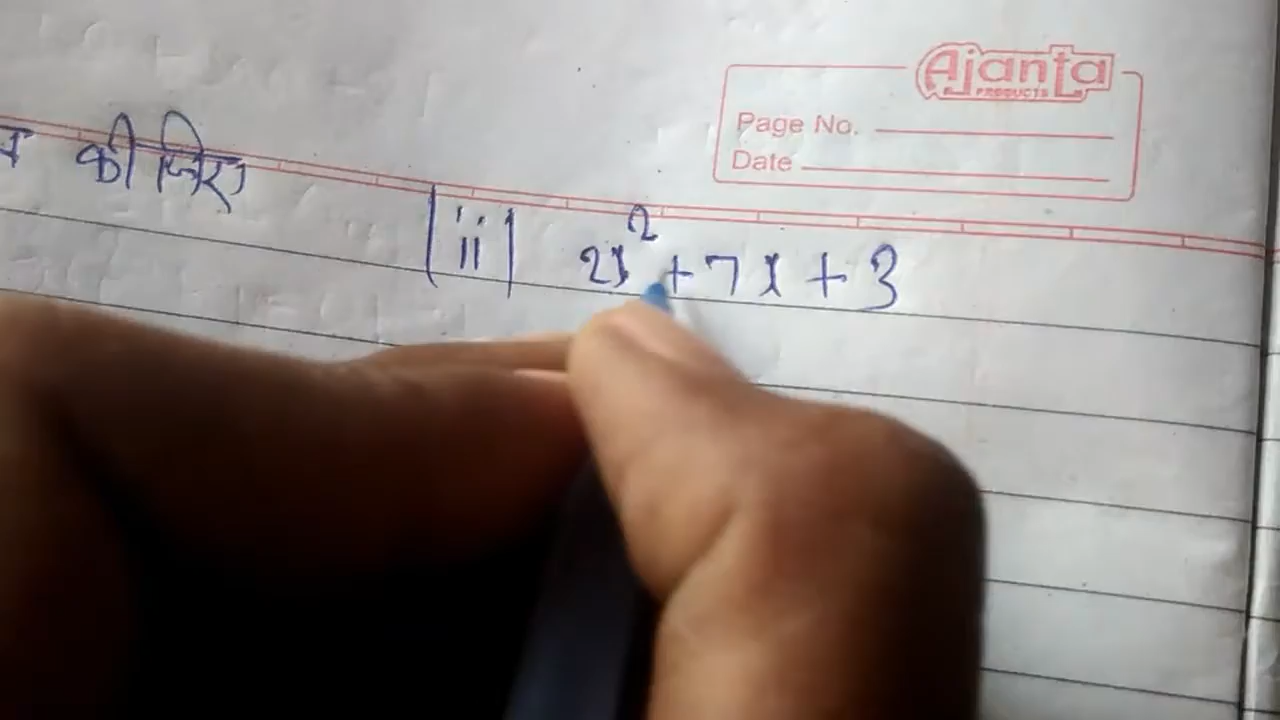 Ajanta
PRODUCTS
Page No.
Date
की जिए
(ii) 2x² + 7x + 3